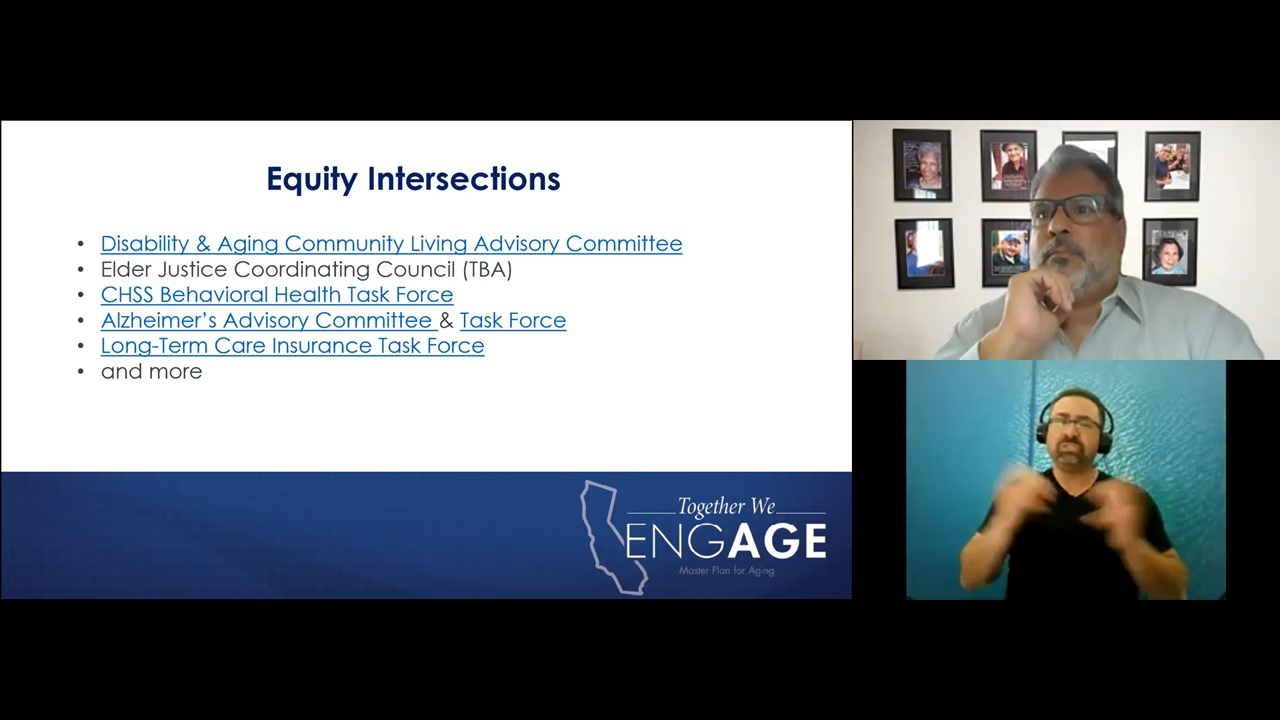 Equity Intersections
• Disability & Aging Community Living Advisory Committee
• Elder Justice Coordinating Council (TBA)
• CHSS Behavioral Health Task Force
• Alzheimer’s Advisory Committee & Task Force
• Long-Term Care Insurance Task Force
• and more
Together We
ENGAGE
Master Plan for Aging